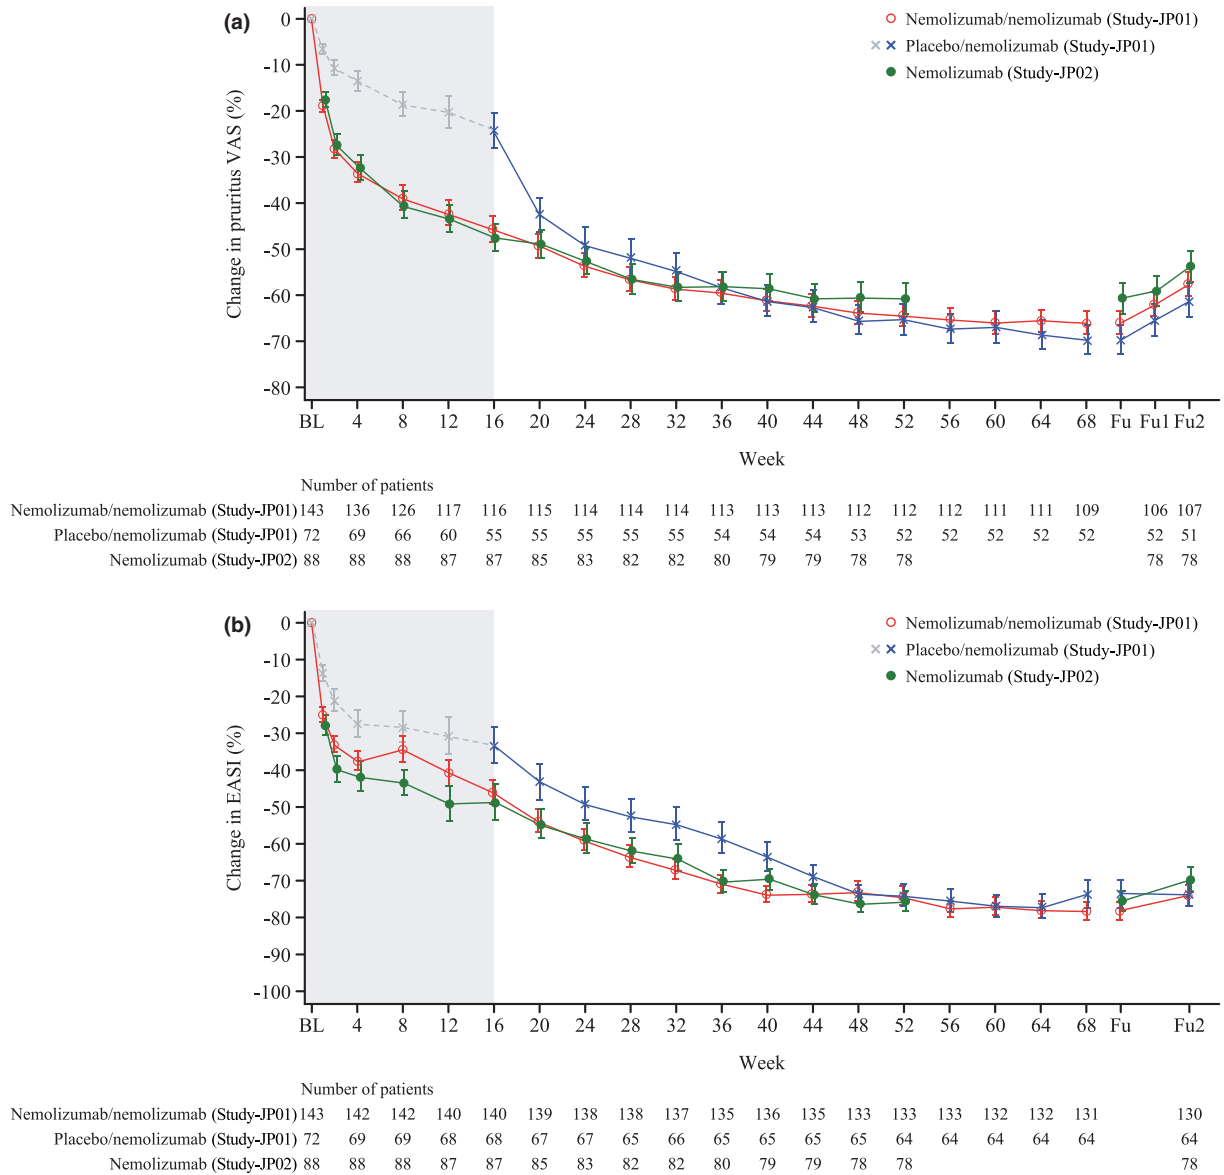 (a)
Nemolizumab/nemolizumab (Study-JP01)
Placebo/nemolizumab (Study-JP01)
Nemolizumab (Study-JP02)
Change in pruritus VAS (%)
0
-10
-20
-30
-40
-50
-60
-70
-80
BL 4 8 12 16 20 24 28 32 36 40 44 48 52 56 60 64 68 Fu Fu1 Fu2
Week
Number of patients
Nemolizumab/nemolizumab (Study-JP01) 143 136 126 117 116 115 114 114 114 113 113 113 112 112 112 111 111 109 106 107
Placebo/nemolizumab (Study-JP01) 72 69 66 60 55 55 55 55 55 54 54 54 53 52 52 52 52 52 52 51
Nemolizumab (Study-JP02) 88 88 88 87 87 85 83 82 82 80 79 79 78 78 78 78
(b)
Nemolizumab/nemolizumab (Study-JP01)
Placebo/nemolizumab (Study-JP01)
Nemolizumab (Study-JP02)
Change in EASI (%)
0
-10
-20
-30
-40
-50
-60
-70
-80
-90
-100
BL 4 8 12 16 20 24 28 32 36 40 44 48 52 56 60 64 68 Fu Fu2
Week
Number of patients
Nemolizumab/nemolizumab (Study-JP01) 143 142 142 140 140 139 138 138 137 135 136 135 133 133 133 132 132 131 130
Placebo/nemolizumab (Study-JP01) 72 69 69 68 68 67 67 65 66 65 65 65 65 64 64 64 64 64 64
Nemolizumab (Study-JP02) 88 88 88 87 87 85 83 82 82 80 79 79 78 78 78